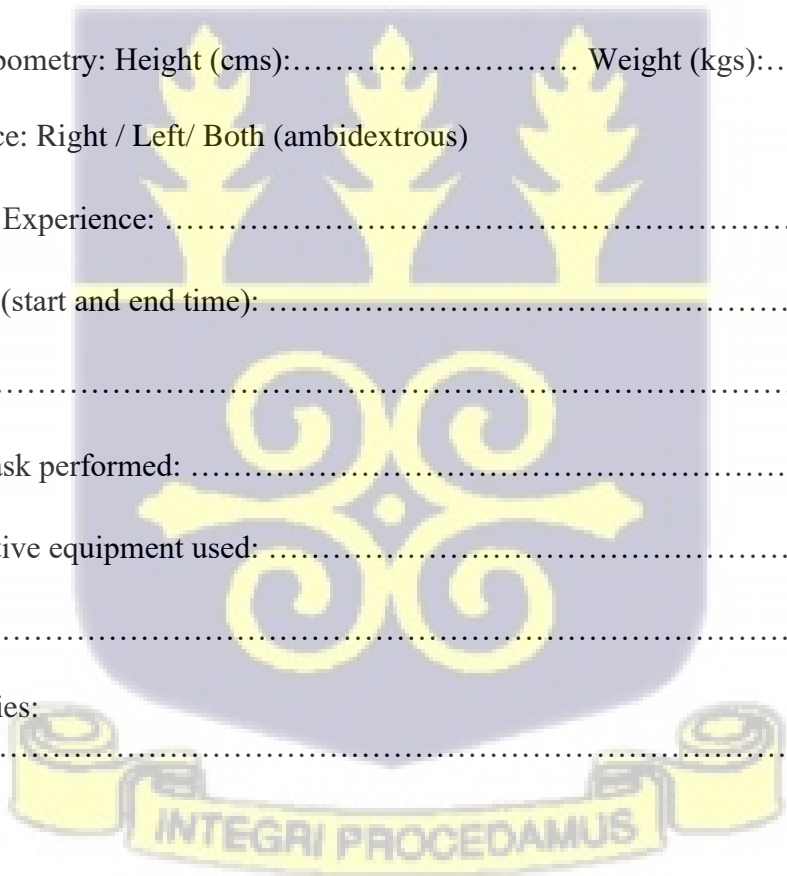 pometry: Height (cms):………………………… Weight (kgs):…
ce: Right / Left/ Both (ambidextrous)
Experience: ………………………………………………………
(start and end time): ………………………………………………
……………………………………………………………………
ask performed: ……………………………………………………
tive equipment used: ………………………………………………
……………………………………………………………………
ies:
……………………………………………………………………
INTEGRI PROCEDAMUS